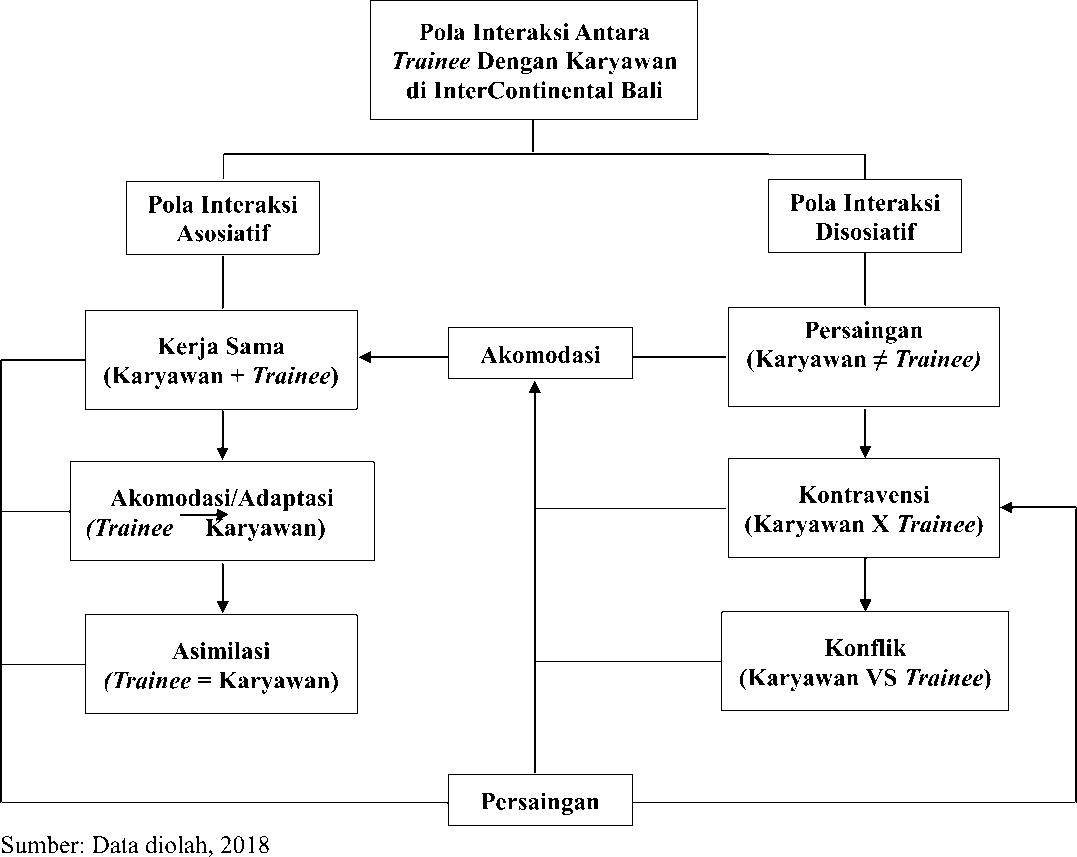 Pola Interaksi Antara
Trainee Dengan Karyawan
di InterContinental Bali
Pola Interaksi
Asosiatif
Pola Interaksi
Disosiatif
Kerja Sama
(Karyawan + Trainee)
Akomodasi
Persaingan
(Karyawan ≠ Trainee)
Akomodasi/Adaptasi
(Trainee Karyawan)
Kontravensi
(Karyawan X Trainee)
Asimilasi
(Trainee = Karyawan)
Konflik
(Karyawan VS Trainee)
Persaingan
Sumber: Data diolah, 2018